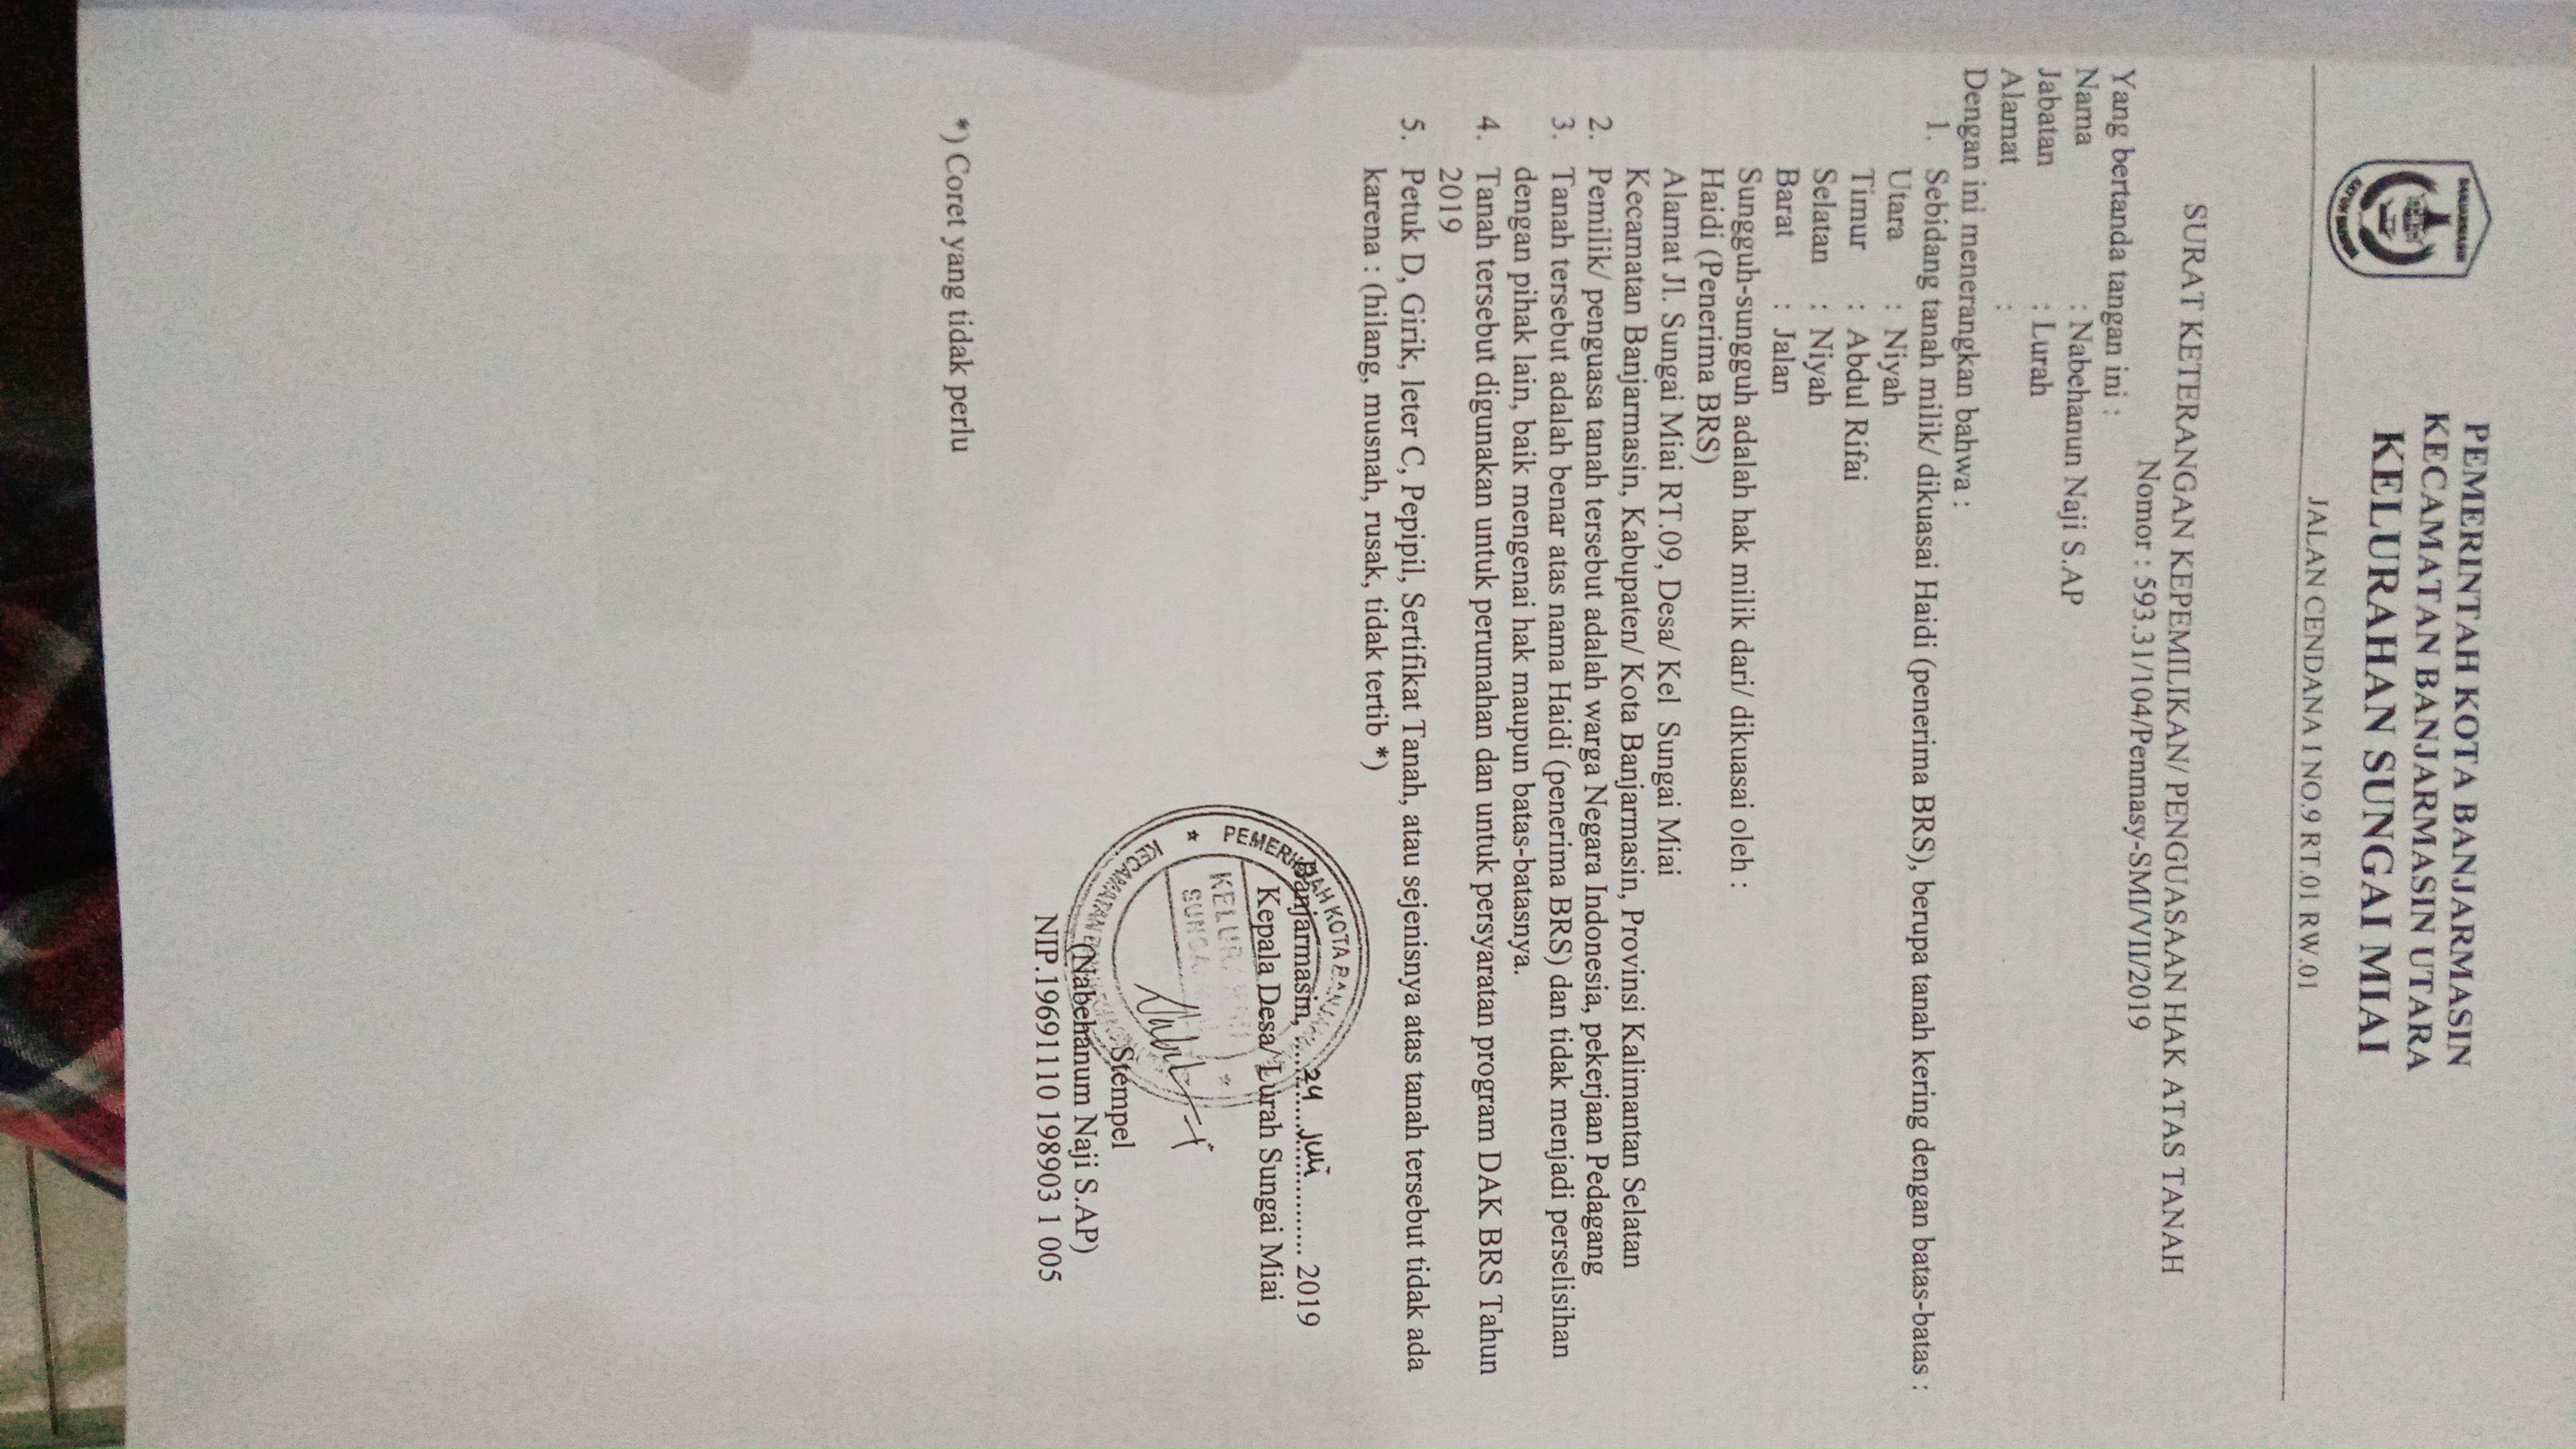 PEMERINTAH KOTA BANJARMASIN
KECAMATAN BANJARMASIN UTARA
KELURAHAN SUNGAI MIAI
JALAN CENDANA I NO.9 RT.01 RW.01
SURAT KETERANGAN KEPEMILIKAN/ PENGUASAAN HAK ATAS TANAH
Nomor : 593.31/104/Penmasy-SMI/VII/2019
Yang bertanda tangan ini :
Nama : Nabehanun Naji S.AP
Jabatan : Lurah
Alamat :
Dengan ini menerangkan bahwa :
1. Sebidang tanah milik/ dikuasai Haidi (penerima BRS), berupa tanah kering dengan batas-batas :
Utara : Niyah
Timur : Abdul Rifai
Selatan : Niyah
Barat : Jalan
Sungguh-sungguh adalah hak milik dari/ dikuasai oleh :
Haidi (Penerima BRS)
Alamat Jl. Sungai Miai RT.09, Desa/ Kel Sungai Miai
Kecamatan Banjarmasin, Kabupaten/ Kota Banjarmasin, Provinsi Kalimantan Selatan
2. Pemilik/ penguasa tanah tersebut adalah warga Negara Indonesia, pekerjaan Pedagang
3. Tanah tersebut adalah benar atas nama Haidi (penerima BRS) dan tidak menjadi perselisihan
dengan pihak lain, baik mengenai hak maupun batas-batasnya.
4. Tanah tersebut digunakan untuk perumahan dan untuk persyaratan program DAK BRS Tahun
2019
5. Petuk D, Girik, leter C, Pepipil, Sertifikat Tanah, atau sejenisnya atas tanah tersebut tidak ada
karena : (hilang, musnah, rusak, tidak tertib *)
Banjarmasin, 24 Juli 2019
Kepala Desa/ Lurah Sungai Miai
PEMERINTAH KOTA
KECAMATAN
Stempel
(Nabehanum Naji S.AP)
NIP.19691110 198903 1 005
*) Coret yang tidak perlu